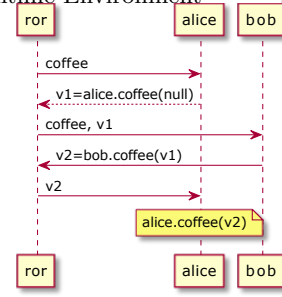 ror alice bob
coffee
v1=alice.coffee(null)
coffee, v1
v2=bob.coffee(v1)
v2
alice.coffee(v2)
ror alice bob